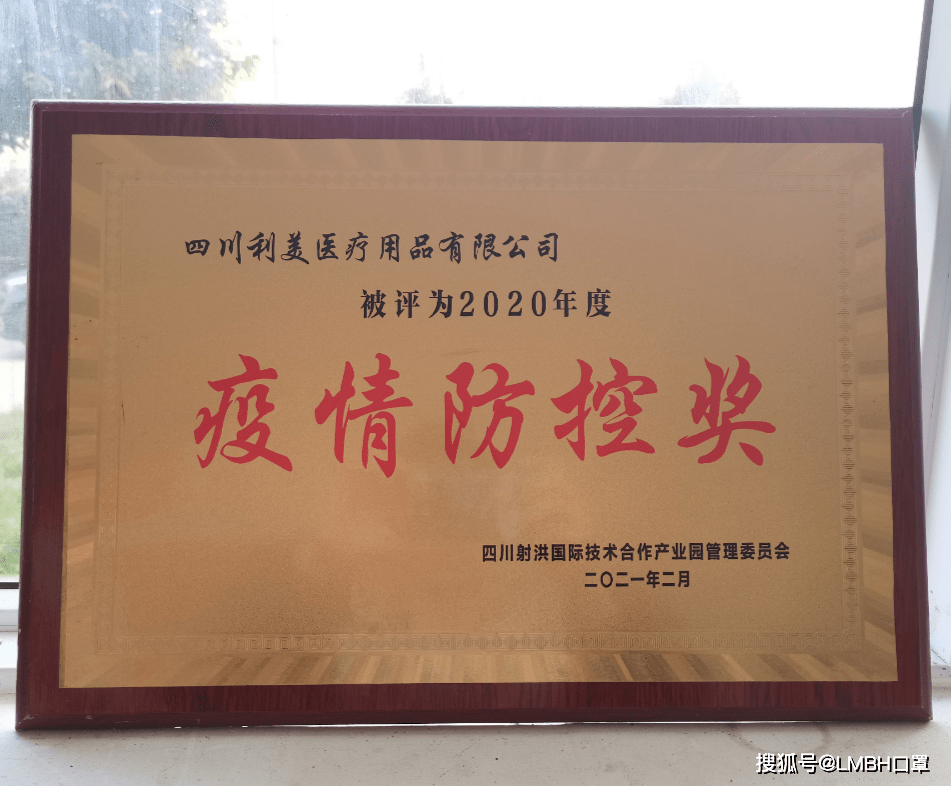 四川利美医疗用品有限公司
被评为2020年度
疫情防控奖
四川射洪国际技术合作产业园管理委员会
二〇二一年二月
搜狐号@LMBH口罩